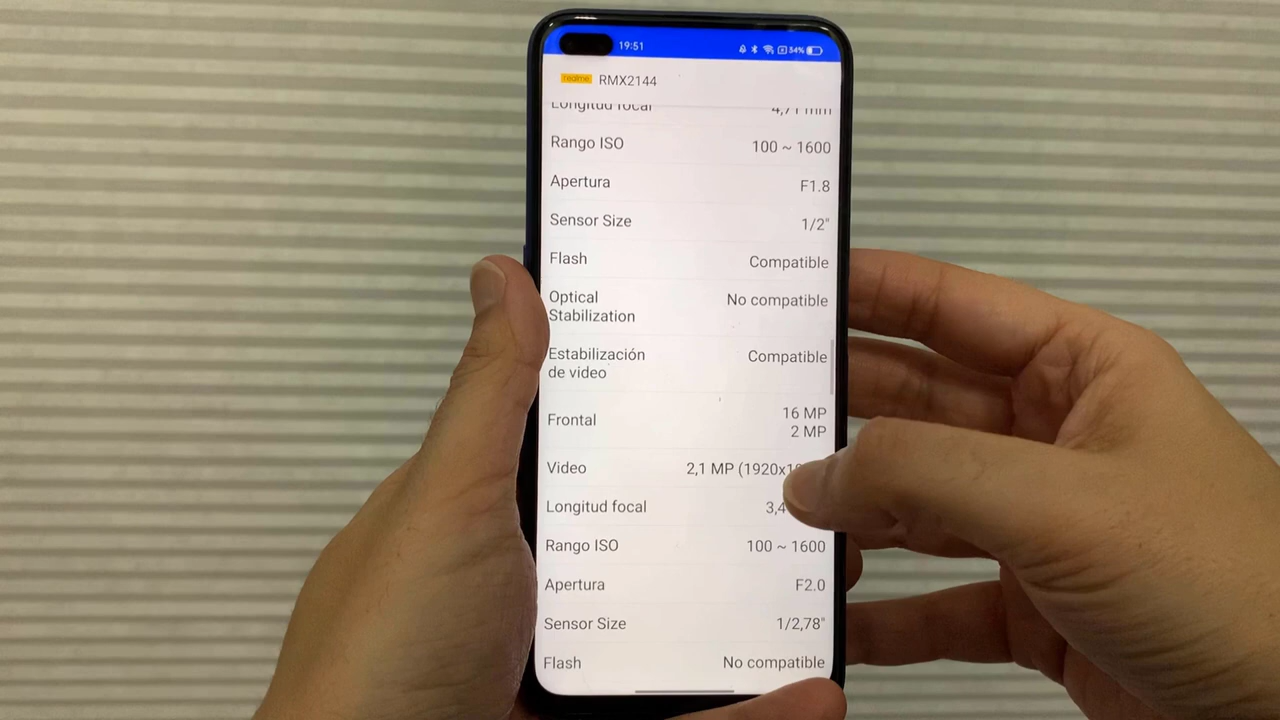 19:51
34%
realme RMX2144
Longitud focal 4,71 mm
Rango ISO 100 ~ 1600
Apertura F1.8
Sensor Size 1/2"
Flash Compatible
Optical No compatible
Stabilization
Estabilización Compatible
de video
Frontal 16 MP
2 MP
Video 2,1 MP (1920x1
Longitud focal 3,4
Rango ISO 100 ~ 1600
Apertura F2.0
Sensor Size 1/2,78"
Flash No compatible